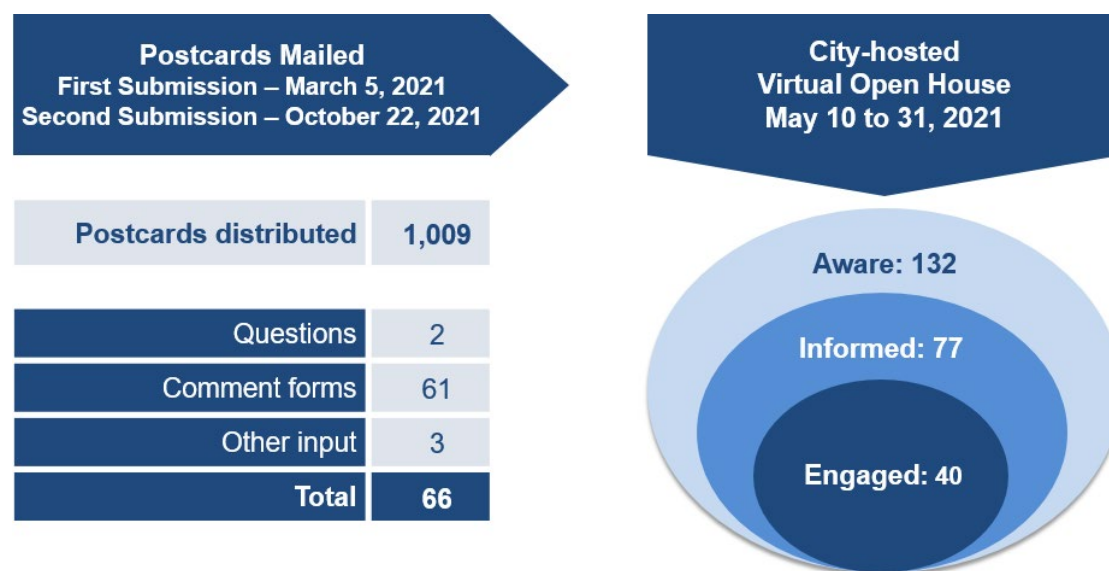 Postcards Mailed
First Submission – March 5, 2021
Second Submission – October 22, 2021
City-hosted
Virtual Open House
May 10 to 31, 2021
Postcards distributed 1,009
Questions 2
Comment forms 61
Other input 3
Total 66
Aware: 132
Informed: 77
Engaged: 40